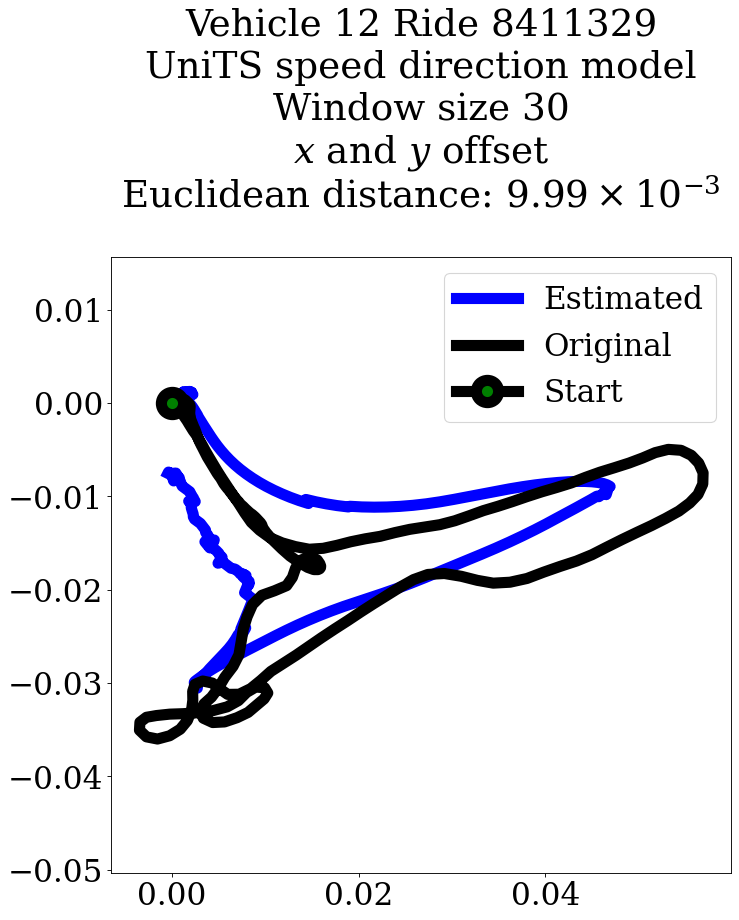 Vehicle 12 Ride 8411329
UniTS speed direction model
Window size 30
x and y offset
Euclidean distance: 9.99 × 10⁻³
Estimated
Original
Start
0.01
0.00
−0.01
−0.02
−0.03
−0.04
−0.05
0.00 0.02 0.04